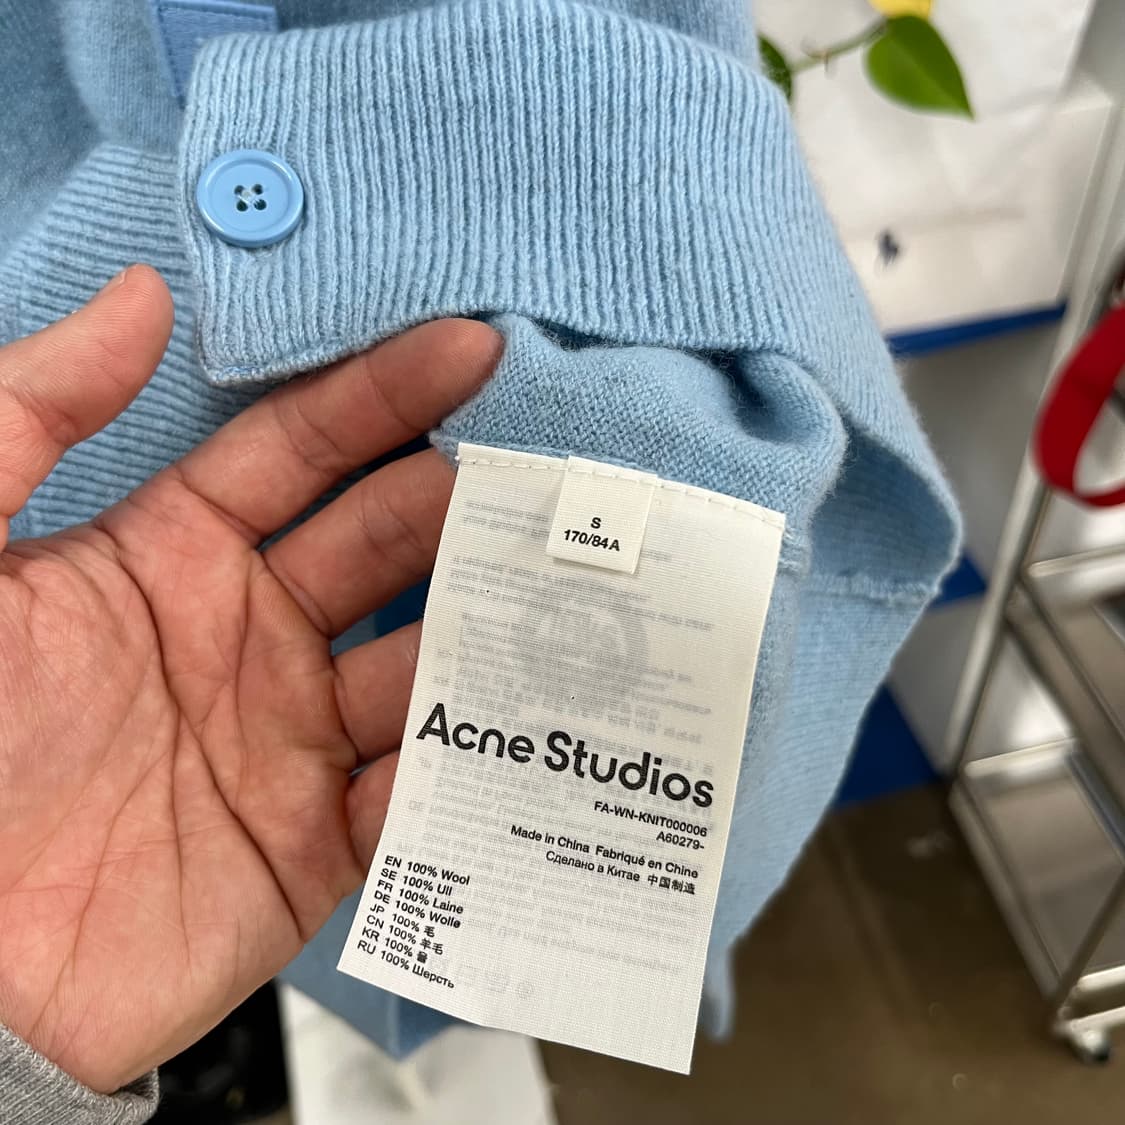 S
170/84A
Acne Studios
FA-WN-KNIT000006
A60279-
Made in China Fabriqué en Chine
Сделано в Китае 中国制造
EN 100% Wool
SE 100% Ull
FR 100% Laine
DE 100% Wolle
JP 100% 毛
CN 100% 羊毛
KR 100% 울
RU 100% Шерсть